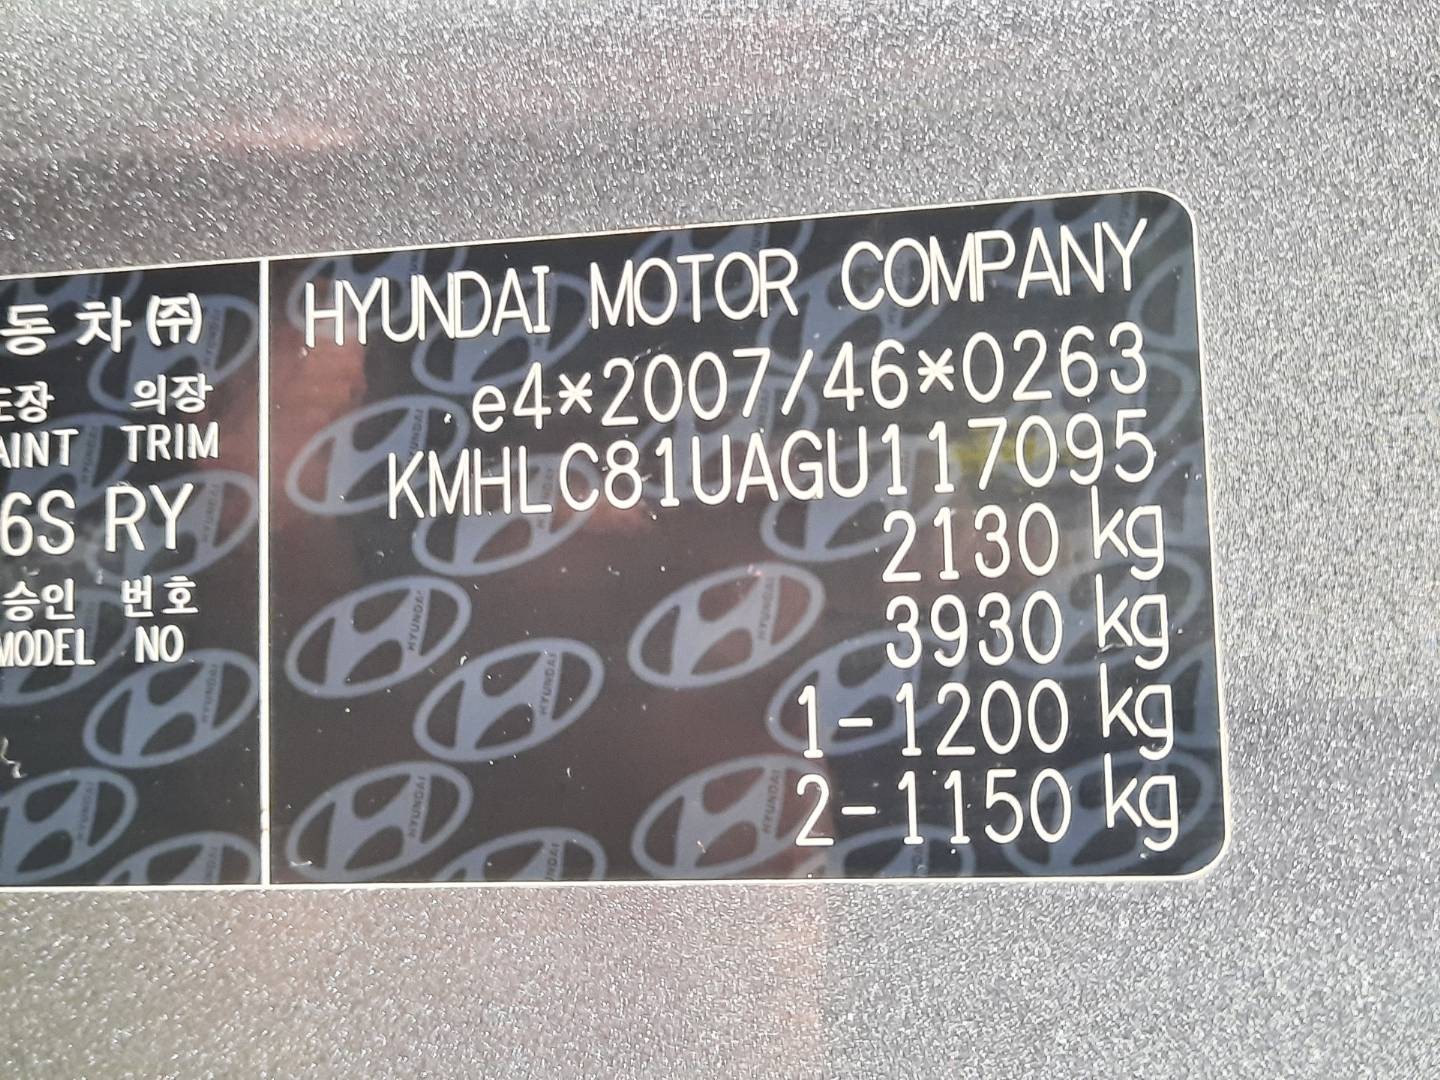 동차㈜
도장 의장
AINT TRIM
6S RY
승인 번호
MODEL NO
HYUNDAI MOTOR COMPANY
e4*2007/46*0263
KMHLC81UAGU117095
2130 kg
3930 kg
1-1200 kg
2-1150 kg